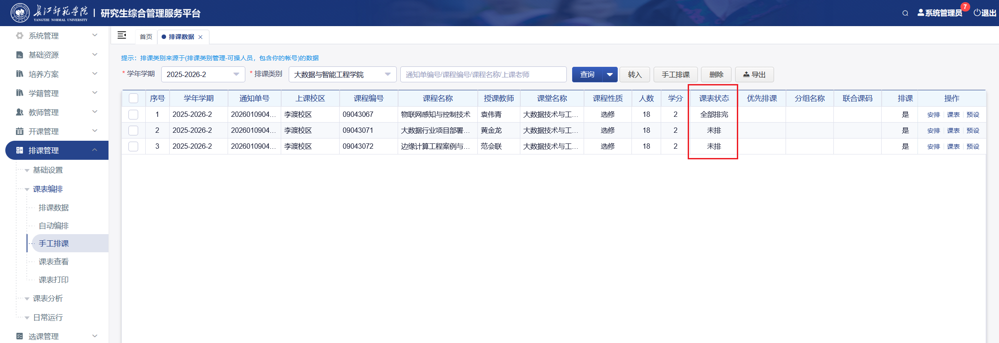 长江师范学院
YANGTZE NORMAL UNIVERSITY
研究生综合管理服务平台
系统管理员
7
退出
系统管理
基础资源
培养方案
学籍管理
教师管理
开课管理
排课管理
基础设置
课表编排
排课数据
自动编排
手工排课
课表查看
课表打印
课表分析
日常运行
选课管理
首页 排课数据
提示：排课类别来源于(排课类别管理-可操人员，包含你的帐号)的数据
* 学年学期 2025-2026-2 * 排课类别 大数据与智能工程学院 通知单编号/课程编号/课程名称/上课老师 查询 转入 手工排课 删除 导出
序号 学年学期 通知单号 上课校区 课程编号 课程名称 授课教师 课堂名称 课程性质 人数 学分 课表状态 优先排课 分组名称 联合课码 排课 操作
1 2025-2026-2 2026010904... 李渡校区 09043067 物联网感知与控制技术 袁伟青 大数据技术与工... 选修 18 2 全部排完 是 安排 课表 预设
2 2025-2026-2 2026010904... 李渡校区 09043071 大数据行业项目部署... 黄金龙 大数据技术与工... 选修 18 2 未排 是 安排 课表 预设
3 2025-2026-2 2026010904... 李渡校区 09043072 边缘计算工程案例与... 范会联 大数据技术与工... 选修 18 2 未排 是 安排 课表 预设